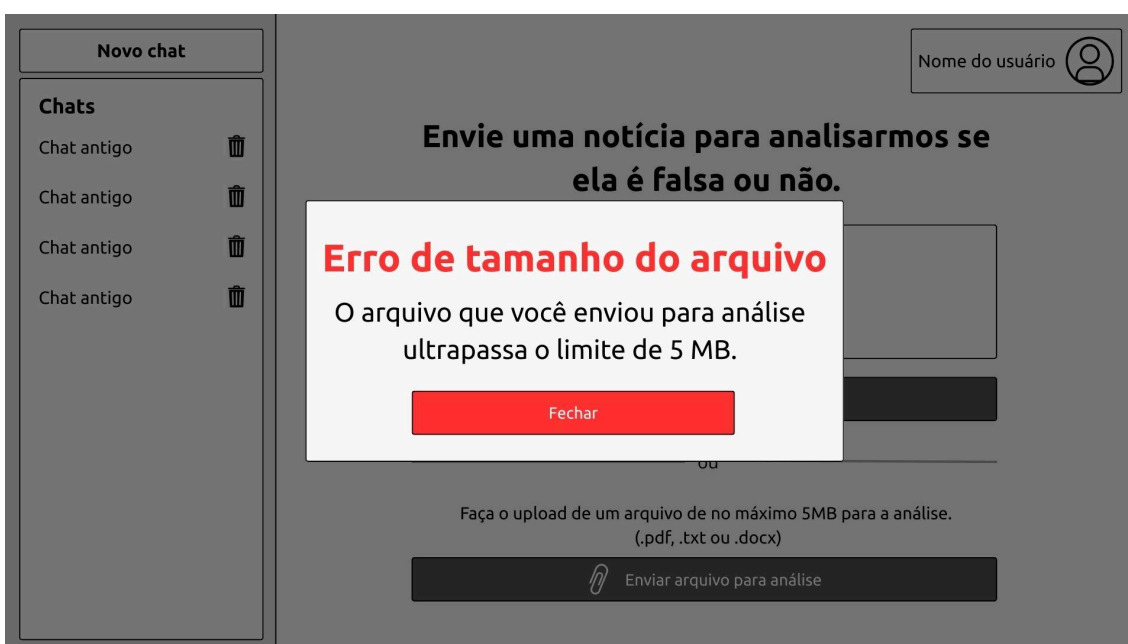 Novo chat
Chats
Chat antigo
Chat antigo
Chat antigo
Chat antigo
Nome do usuário
Envie uma notícia para analisarmos se
ela é falsa ou não.
Erro de tamanho do arquivo
O arquivo que você enviou para análise
ultrapassa o limite de 5 MB.
Fechar
ou
Faça o upload de um arquivo de no máximo 5MB para a análise.
(.pdf, .txt ou .docx)
Enviar arquivo para análise